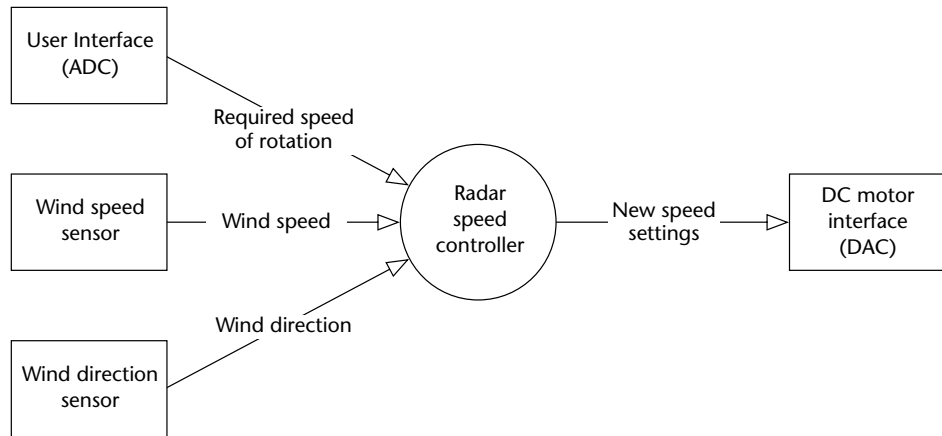 User Interface
(ADC)
Required speed
of rotation
Wind speed
sensor
Wind speed
Radar
speed
controller
New speed
settings
DC motor
interface
(DAC)
Wind direction
Wind direction
sensor